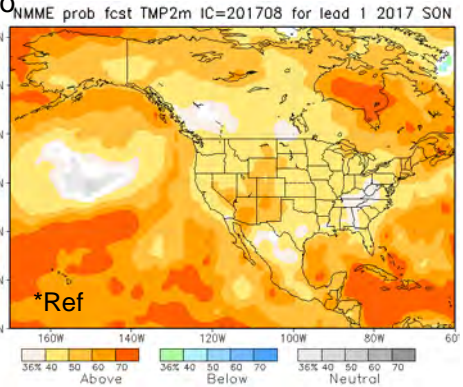 o
NMME prob fcst TMP2m IC=201708 for lead 1 2017 SON
N
N
N
N
N
N
N
*Ref
160W 140W 120W 100W 80W 60W
36% 40 50 60 70 36% 40 50 60 70 36% 40 50 60 70
Above Below Neutral